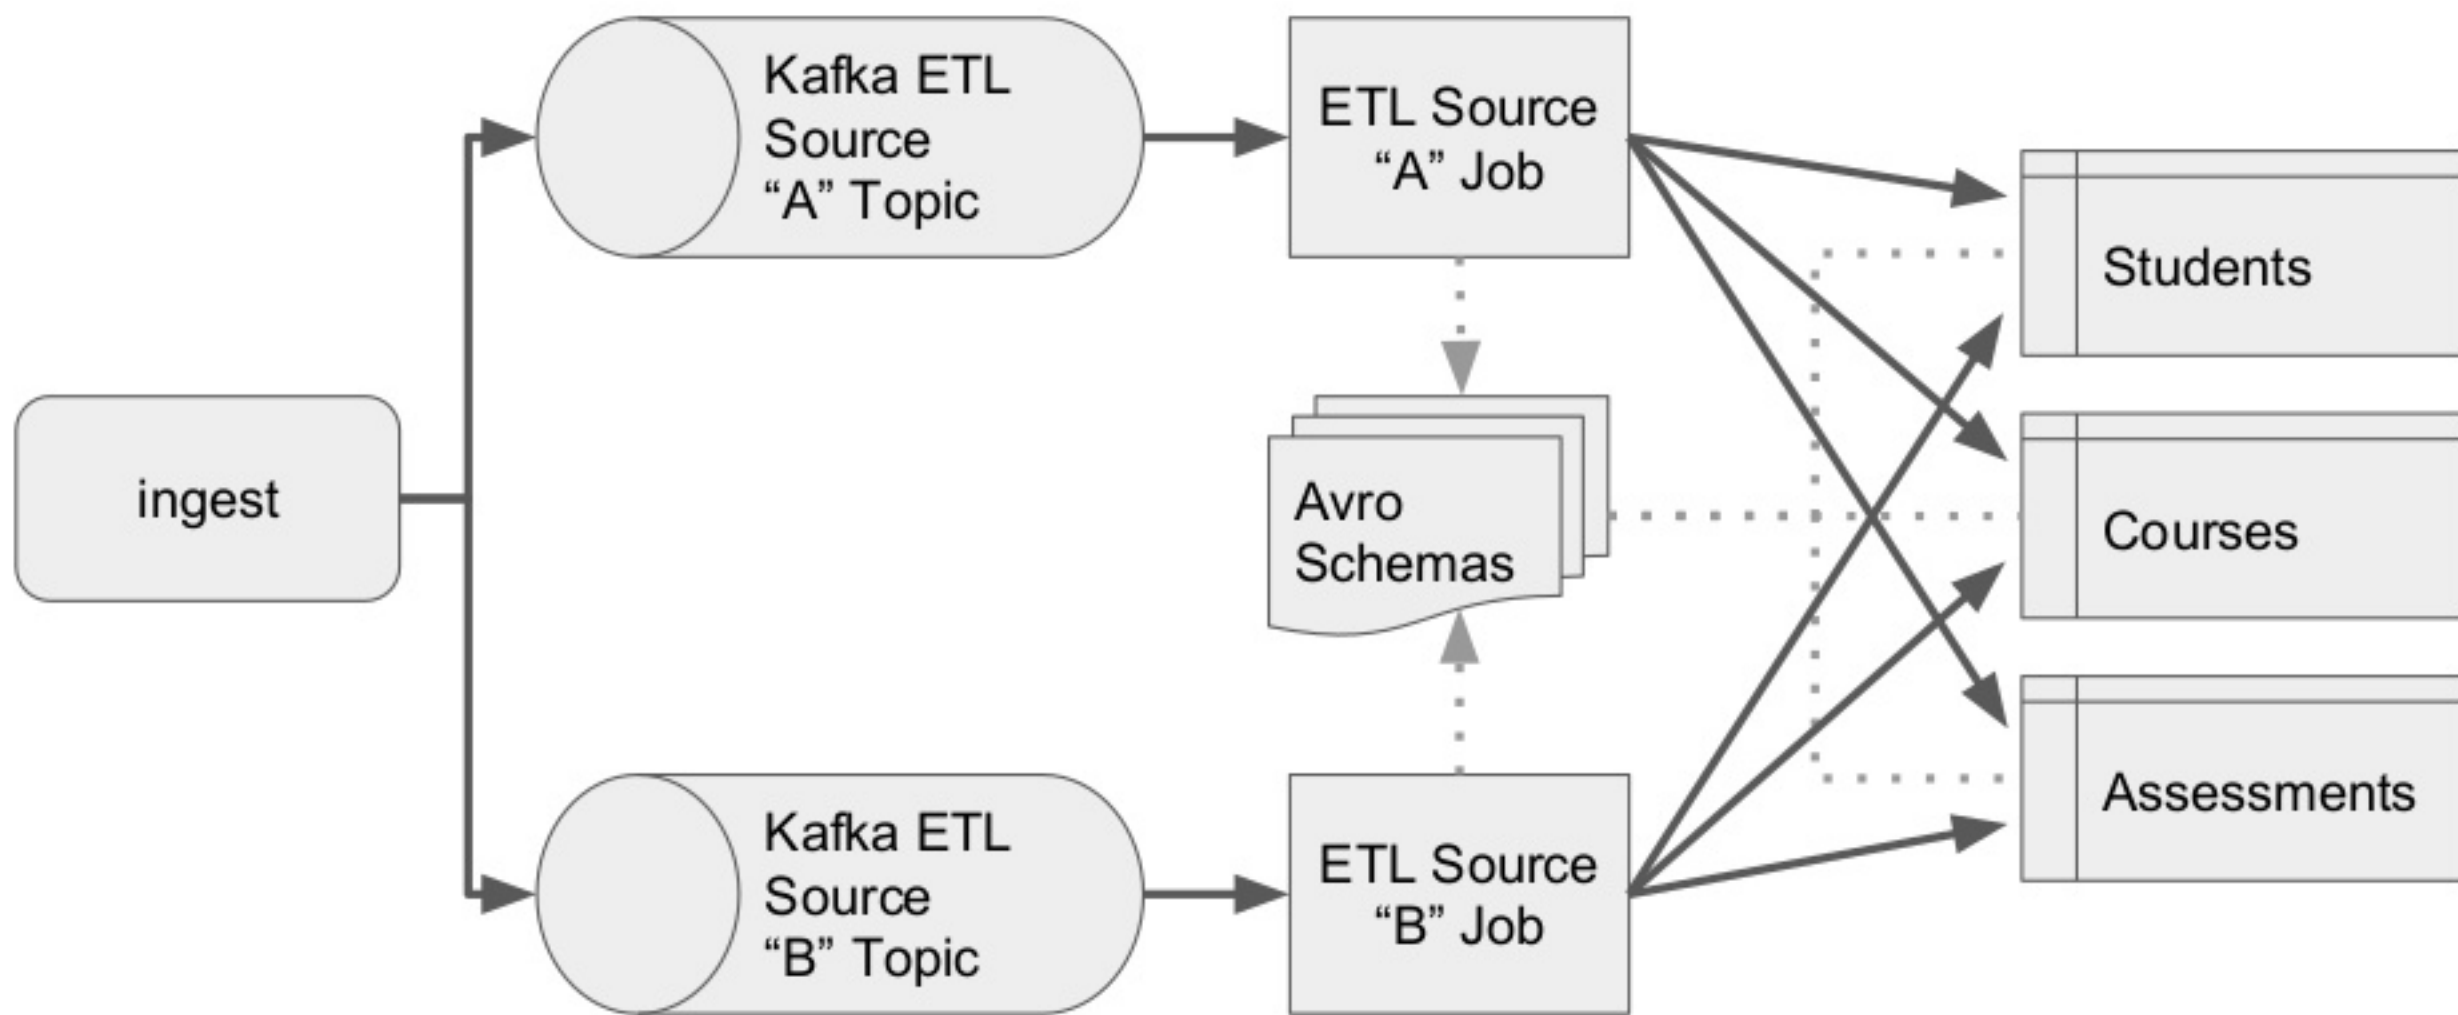 Kafka ETL
Source
“A” Topic
ETL Source
“A” Job
Students
ingest
Avro
Schemas
Courses
Kafka ETL
Source
“B” Topic
ETL Source
“B” Job
Assessments